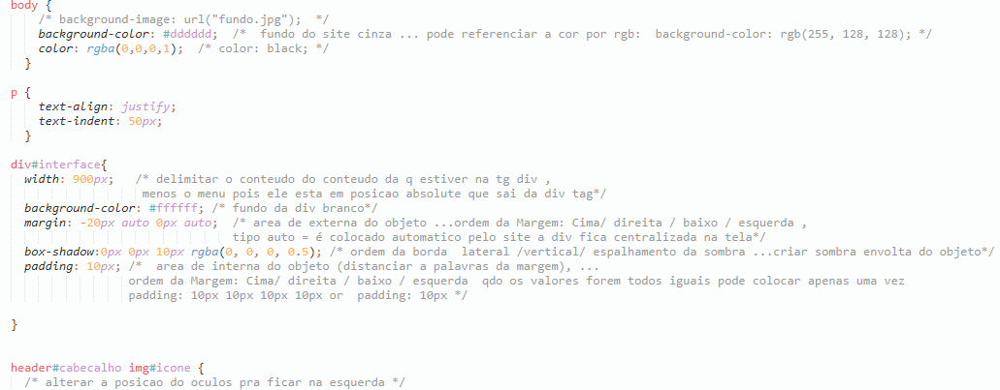 body {
/* background-image: url("fundo.jpg");  */
background-color: #dddddd;  /*  fundo do site cinza ... pode referenciar a cor por rgb:  background-color: rgb(255, 128, 128); */
color: rgba(0,0,0,1);  /* color: black; */
}
p {
text-align: justify;
text-indent: 50px;
}
div#interface{
width: 900px;   /* delimitar o conteudo do conteudo da q estiver na tg div ,
menos o menu pois ele esta em posicao absolute que sai da div tag*/
background-color: #ffffff; /* fundo da div branco*/
margin: -20px auto 0px auto;  /* area de externa do objeto ...ordem da Margem: Cima/ direita / baixo / esquerda ,
tipo auto = é colocado automatico pelo site a div fica centralizada na tela*/
box-shadow:0px 0px 10px rgba(0, 0, 0, 0.5); /* ordem da borda  lateral /vertical/ espalhamento da sombra ...criar sombra envolta do objeto*/
padding: 10px; /*  area de interna do objeto (distanciar a palavras da margem), ...
ordem da Margem: Cima/ direita / baixo / esquerda  qdo os valores forem todos iguais pode colocar apenas uma vez
padding: 10px 10px 10px 10px or  padding: 10px */
}
header#cabecalho img#icone {
/* alterar a posicao do oculos pra ficar na esquerda */